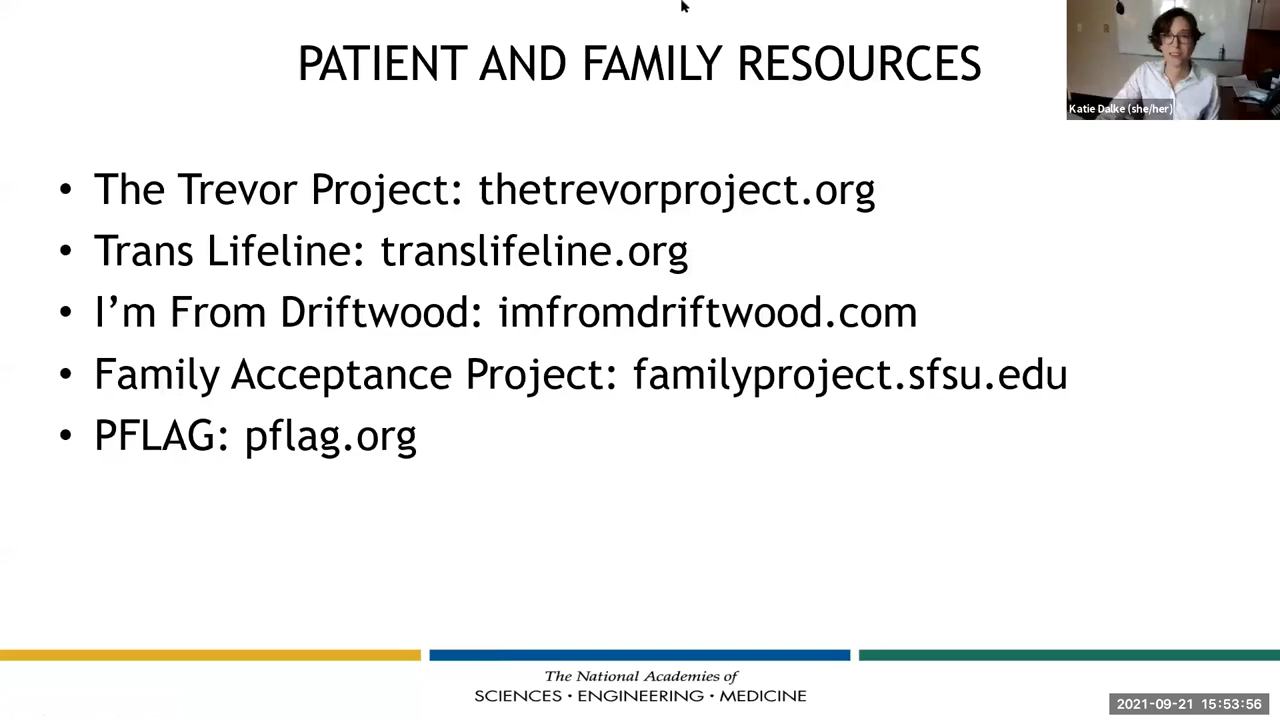 PATIENT AND FAMILY RESOURCES
Katie Dalke (she/her)
• The Trevor Project: thetrevorproject.org
• Trans Lifeline: translifeline.org
• I’m From Driftwood: imfromdriftwood.com
• Family Acceptance Project: familyproject.sfsu.edu
• PFLAG: pflag.org
The National Academies of
SCIENCES • ENGINEERING • MEDICINE
2021-09-21 15:53:56